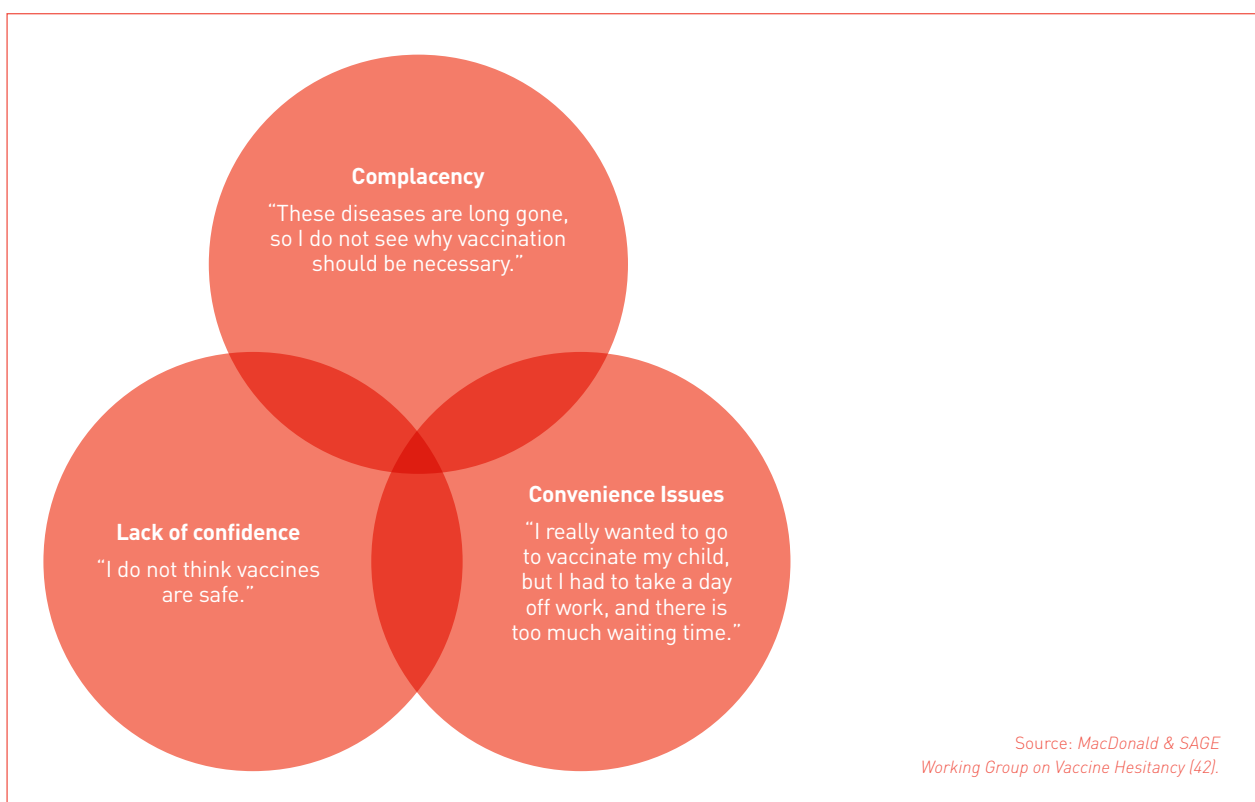 Complacency
“These diseases are long gone,
so I do not see why vaccination
should be necessary.”
Lack of confidence
“I do not think vaccines
are safe.”
Convenience Issues
“I really wanted to go
to vaccinate my child,
but I had to take a day
off work, and there is
too much waiting time.”
Source: MacDonald & SAGE
Working Group on Vaccine Hesitancy (42).